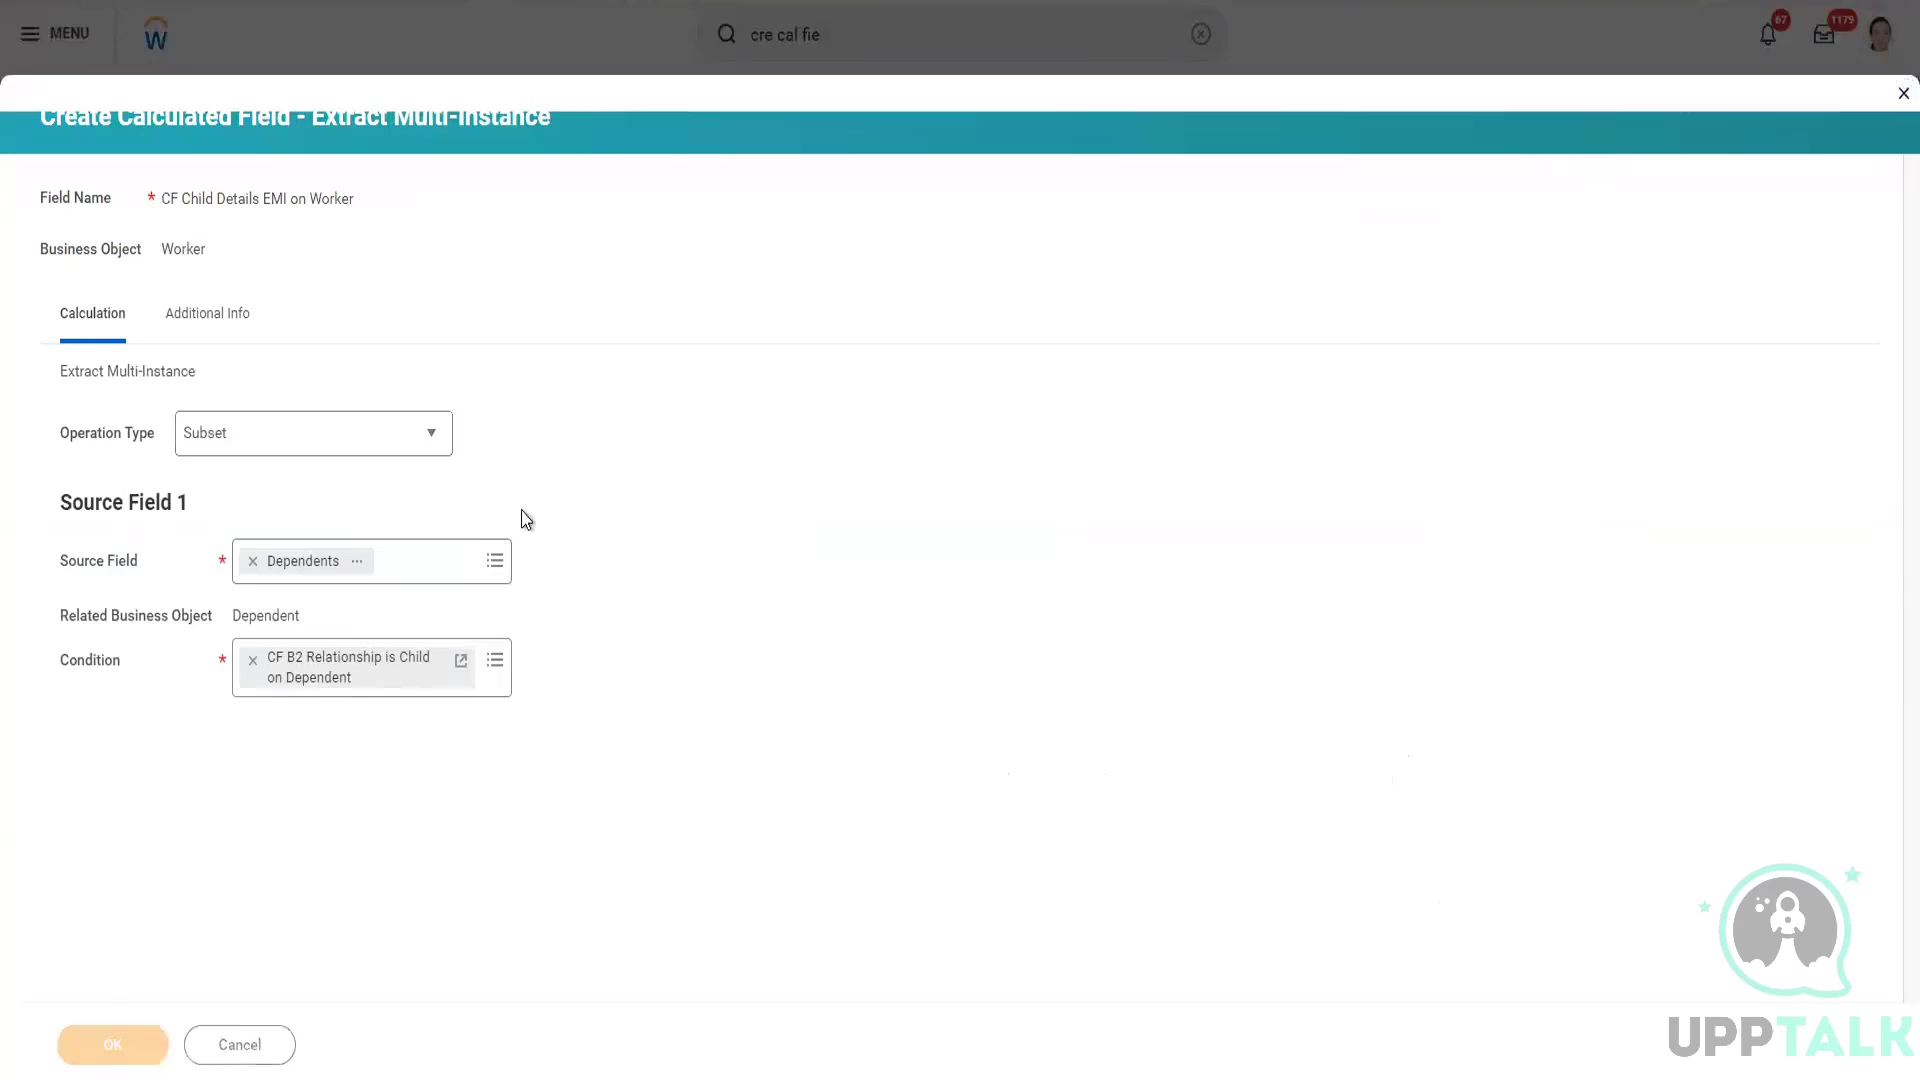 MENU
W
cre cal fie
67
1179
Create Calculated Field - Extract Multi-Instance
Field Name * CF Child Details EMI on Worker
Business Object Worker
Calculation Additional Info
Extract Multi-Instance
Operation Type Subset
Source Field 1
Source Field * Dependents
Related Business Object Dependent
Condition * CF B2 Relationship is Child
on Dependent
OK Cancel
UPPTALK